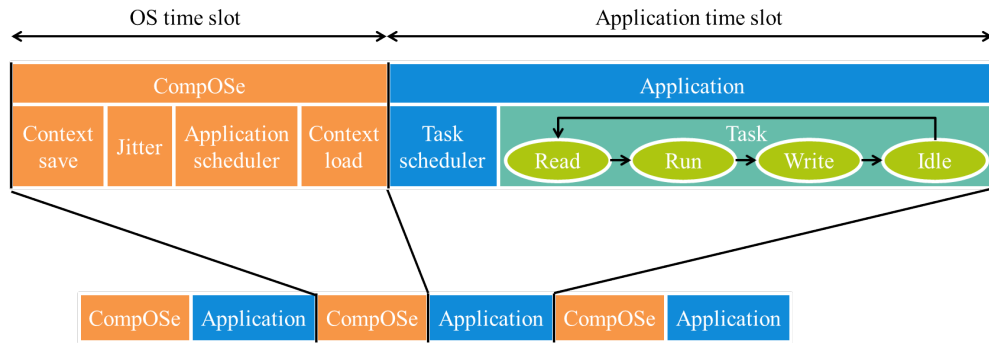 OS time slot
Application time slot
CompOSe
Application
Context
save
Jitter
Application
scheduler
Context
load
Task
scheduler
Task
Read
Run
Write
Idle
CompOSe
Application
CompOSe
Application
CompOSe
Application